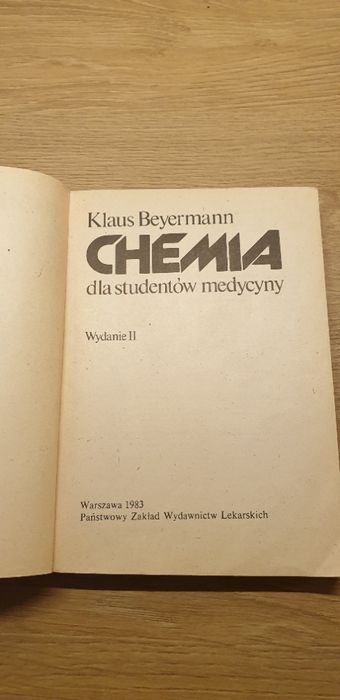 Klaus Beyermann
CHEMIA
dla studentów medycyny
Wydanie II
Warszawa 1983
Państwowy Zakład Wydawnictw Lekarskich